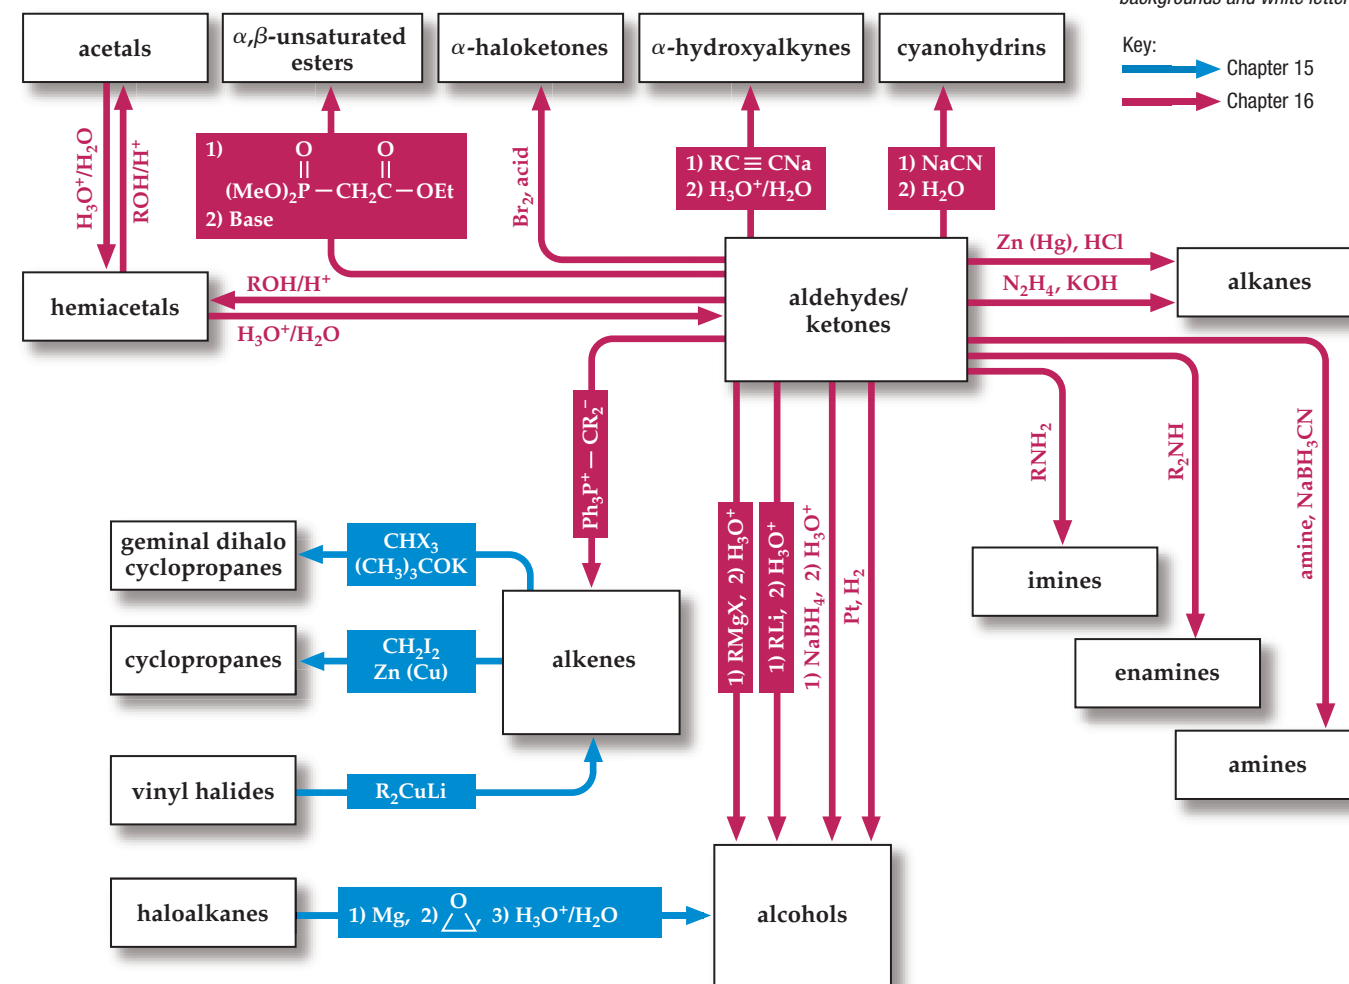 backgrounds and white letter
Key:
Chapter 15
Chapter 16
acetals
α,β-unsaturated
esters
α-haloketones
α-hydroxyalkynes
cyanohydrins
H₃O⁺/H₂O
ROH/H⁺
1)
O
O
(MeO)₂P—CH₂C—OEt
2) Base
Br₂, acid
1) RC≡CNa
2) H₃O⁺/H₂O
1) NaCN
2) H₂O
hemiacetals
ROH/H⁺
H₃O⁺/H₂O
aldehydes/
ketones
Zn (Hg), HCl
N₂H₄, KOH
alkanes
Ph₃P⁺—CR₂⁻
1) RMgX, 2) H₃O⁺
1) RLi, 2) H₃O⁺
1) NaBH₄, 2) H₃O⁺
Pt, H₂
RNH₂
R₂NH
amine, NaBH₃CN
geminal dihalo
cyclopropanes
CHX₃
(CH₃)₃COK
imines
cyclopropanes
CH₂I₂
Zn (Cu)
alkenes
enamines
amines
vinyl halides
R₂CuLi
haloalkanes
1) Mg, 2) O, 3) H₃O⁺/H₂O
alcohols